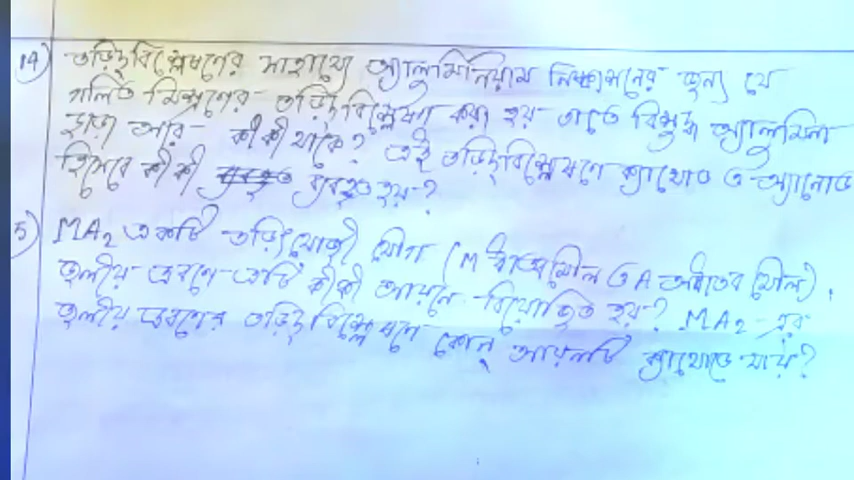 14) তড়িৎবিশ্লেষণের সাহায্যে অ্যালুমিনিয়াম নিষ্কাশনের জন্য যে
গলিত মিশ্রণের তড়িৎবিশ্লেষণ করা হয় তাতে বিশুদ্ধ অ্যালুমিনা
ছাড়া আর কী কী থাকে? এই তড়িৎবিশ্লেষণে ক্যাথোড ও অ্যানোড
হিসেবে কী কী ব্যবহৃত হয়?
5) MA₂ একটি তড়িৎযোজী যৌগ (M ধাতব মৌল ও A অধাতব মৌল)।
জলীয় দ্রবণে এটি কী কী আয়নে বিয়োজিত হয়? MA₂-এর
জলীয় দ্রবণের তড়িৎবিশ্লেষণে কোন্ আয়নটি ক্যাথোডে যায়?